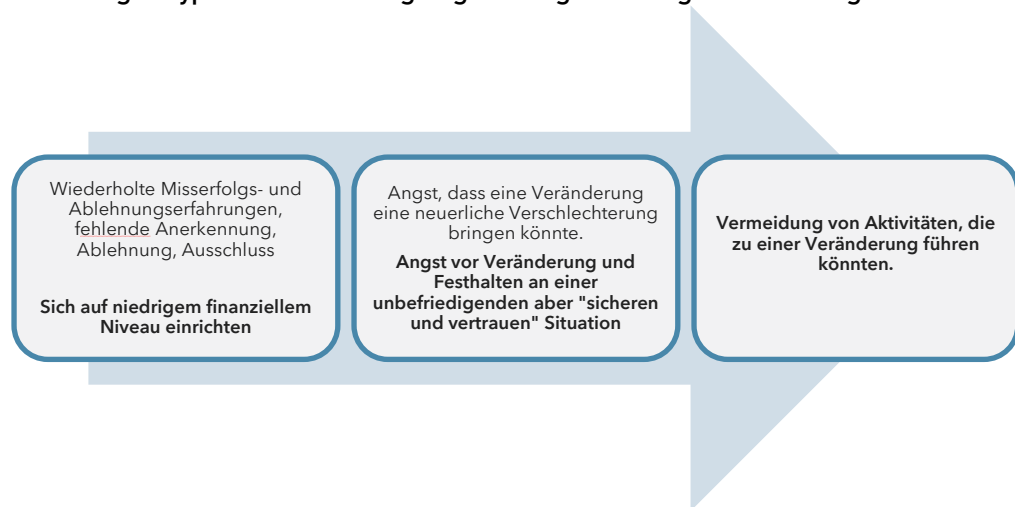 Wiederholte Misserfolgs- und
Ablehnungserfahrungen,
fehlende Anerkennung,
Ablehnung, Ausschluss
Sich auf niedrigem finanziellem
Niveau einrichten
Angst, dass eine Veränderung
eine neuerliche Verschlechterung
bringen könnte.
Angst vor Veränderung und
Festhalten an einer
unbefriedigenden aber "sicheren
und vertrauen" Situation
Vermeidung von Aktivitäten, die
zu einer Veränderung führen
könnten.